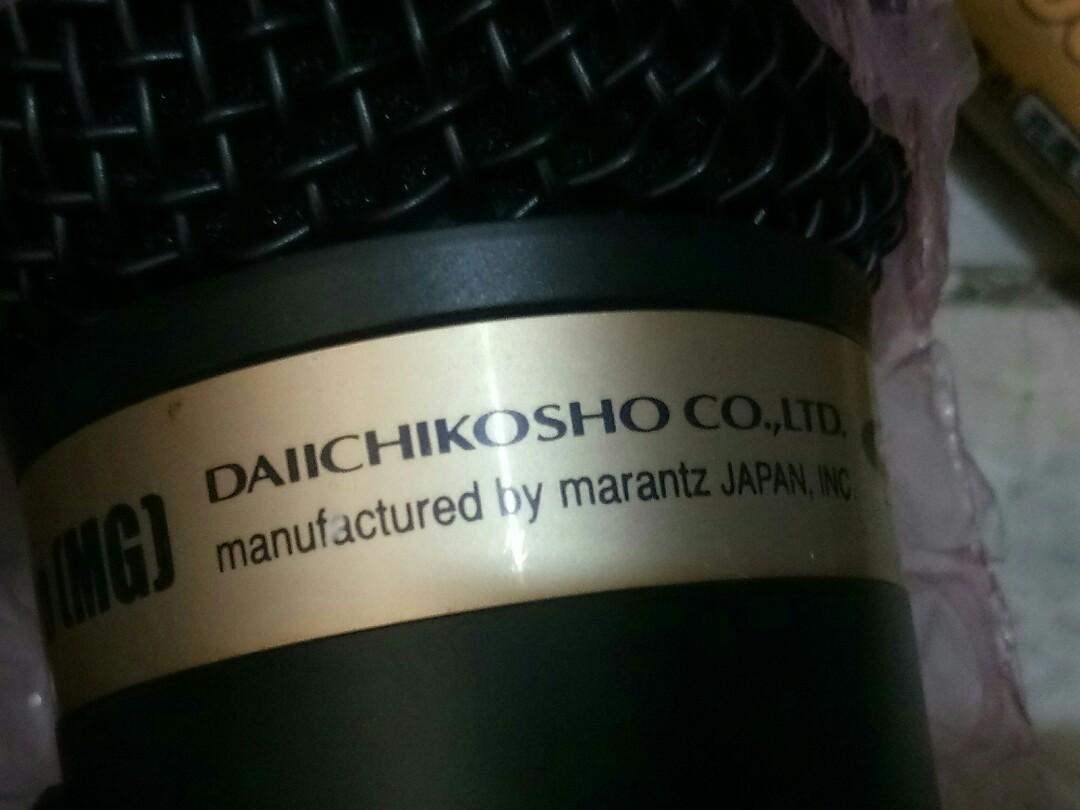 (MG)
DAIICHIKOSHO CO.,LTD.
manufactured by marantz JAPAN, INC